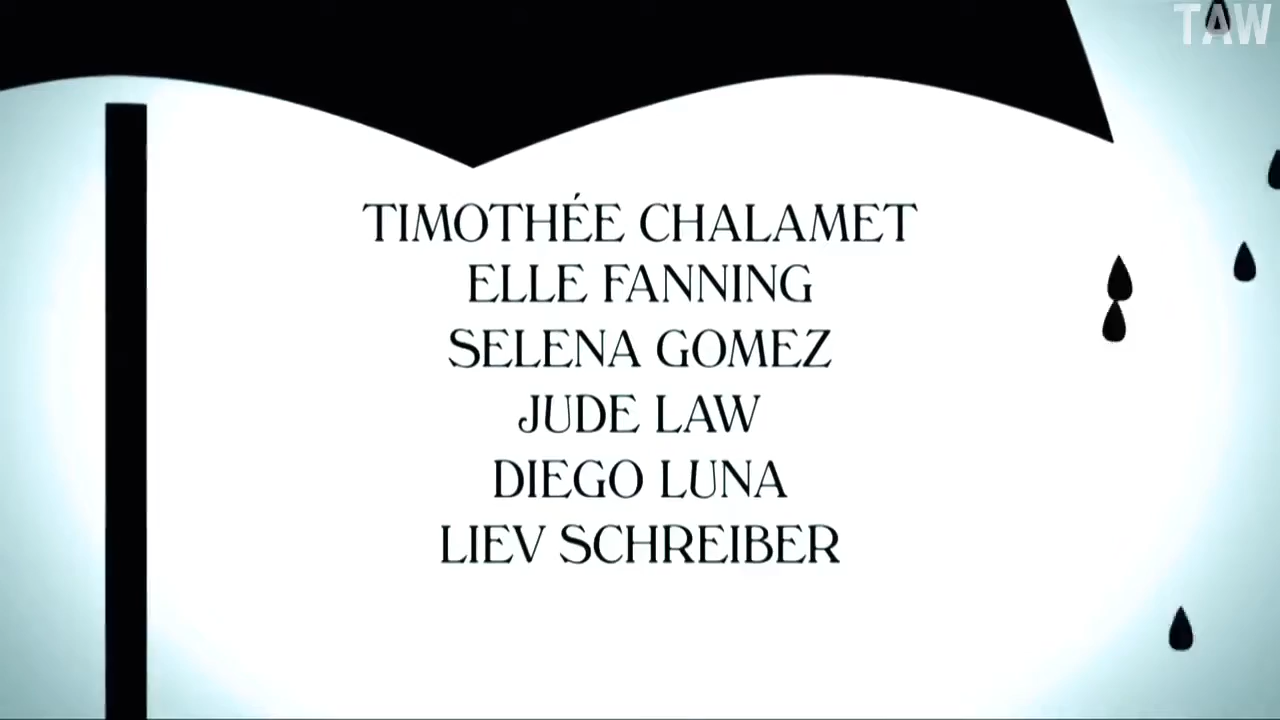 TAW
TIMOTHÉE CHALAMET
ELLE FANNING
SELENA GOMEZ
JUDE LAW
DIEGO LUNA
LIEV SCHREIBER